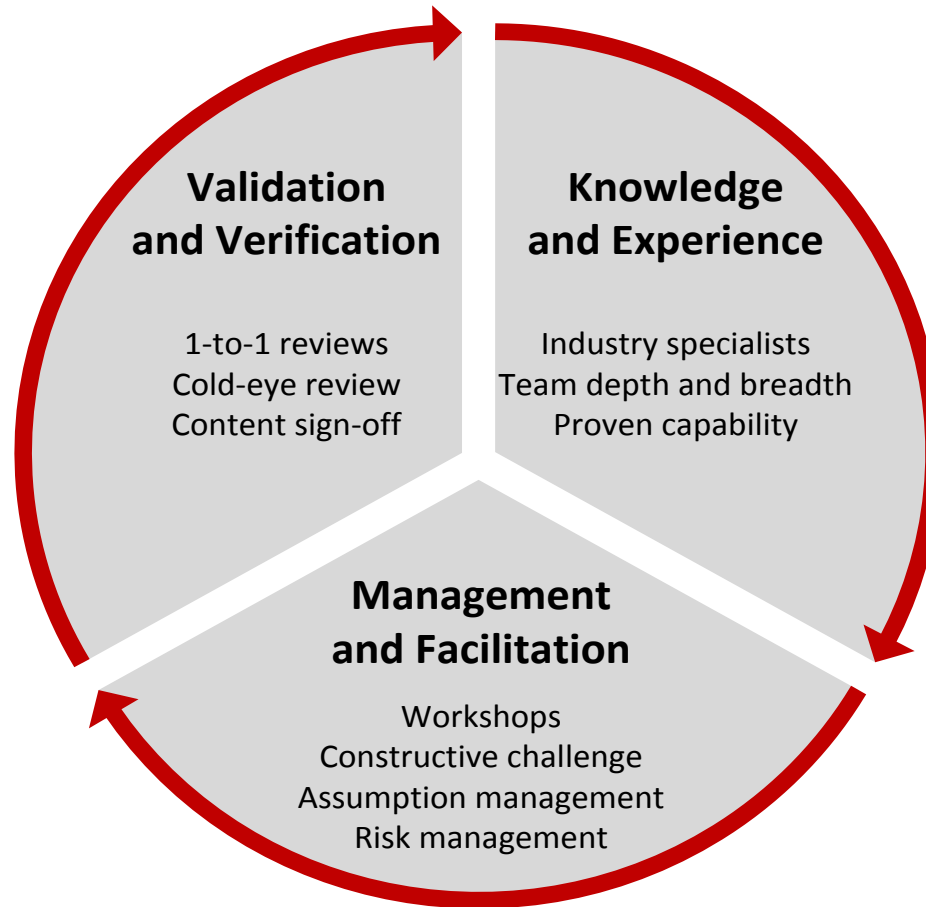 Validation
and Verification
1-to-1 reviews
Cold-eye review
Content sign-off
Knowledge
and Experience
Industry specialists
Team depth and breadth
Proven capability
Management
and Facilitation
Workshops
Constructive challenge
Assumption management
Risk management